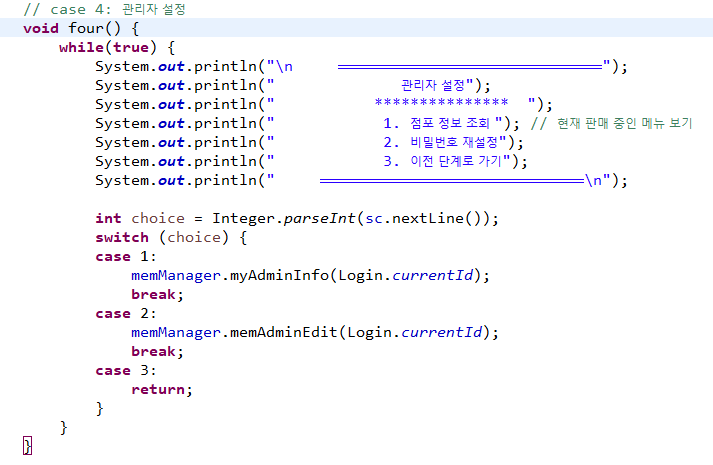 // case 4: 관리자 설정
void four() {
while(true) {
System.out.println("\n ═════════════════════════════");
System.out.println(" 관리자 설정");
System.out.println(" *************** ");
System.out.println(" 1. 점포 정보 조회 "); // 현재 판매 중인 메뉴 보기
System.out.println(" 2. 비밀번호 재설정");
System.out.println(" 3. 이전 단계로 가기");
System.out.println(" ═════════════════════════════\n");
int choice = Integer.parseInt(sc.nextLine());
switch (choice) {
case 1:
memManager.myAdminInfo(Login.currentId);
break;
case 2:
memManager.memAdminEdit(Login.currentId);
break;
case 3:
return;
}
}
}